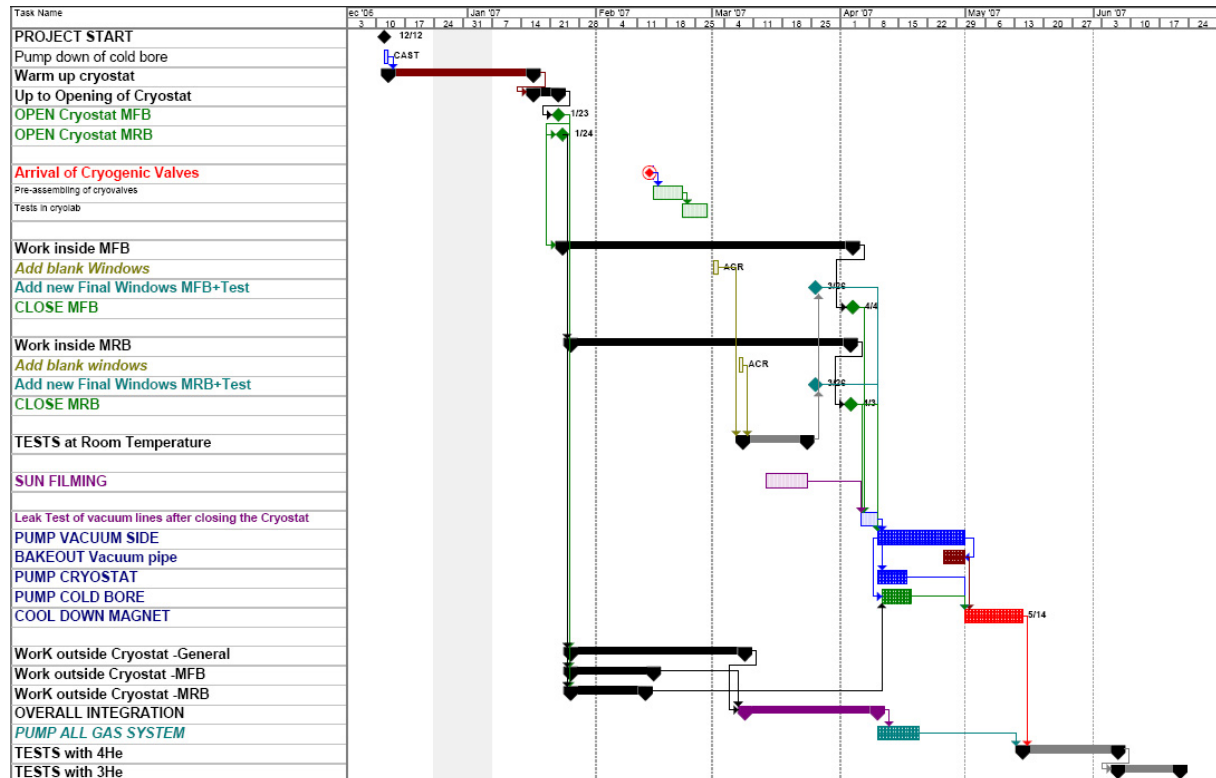 Task Name
ec '06 Jan '07 Feb '07 Mar '07 Apr '07 May '07 Jun '07
3 10 17 24 31 7 14 21 28 4 11 18 25 4 11 18 25 1 8 15 22 29 6 13 20 27 3 10 17 24
PROJECT START 12/12
Pump down of cold bore CAST
Warm up cryostat
Up to Opening of Cryostat
OPEN Cryostat MFB 1/23
OPEN Cryostat MRB 1/24
Arrival of Cryogenic Valves
Pre-assembling of cryovalves
Tests in cryolab
Work inside MFB
Add blank Windows ACR
Add new Final Windows MFB+Test 3/26
CLOSE MFB 4/4
Work inside MRB
Add blank windows ACR
Add new Final Windows MRB+Test 3/26
CLOSE MRB 4/3
TESTS at Room Temperature
SUN FILMING
Leak Test of vacuum lines after closing the Cryostat
PUMP VACUUM SIDE
BAKEOUT Vacuum pipe
PUMP CRYOSTAT
PUMP COLD BORE
COOL DOWN MAGNET 5/14
WorK outside Cryostat -General
Work outside Cryostat -MFB
WorK outside Cryostat -MRB
OVERALL INTEGRATION
PUMP ALL GAS SYSTEM
TESTS with 4He
TESTS with 3He